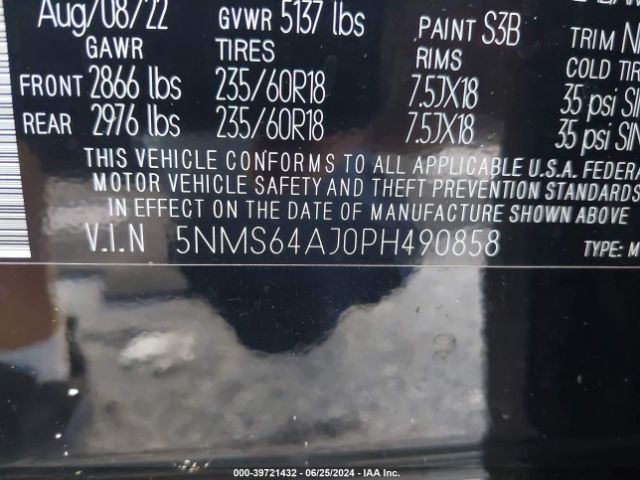 Aug/08/22 GVWR 5137 lbs PAINT S3B TRIM
GAWR TIRES RIMS COLD
FRONT 2866 lbs 235/60R18 7.5JX18 35 psi
REAR 2976 lbs 235/60R18 7.5JX18 35 psi
THIS VEHICLE CONFORMS TO ALL APPLICABLE U.S.A. FEDERA
MOTOR VEHICLE SAFETY AND THEFT PREVENTION STANDARDS
IN EFFECT ON THE DATE OF MANUFACTURE SHOWN ABOVE
V.I.N 5NMS64AJ0PH490858 TYPE: M
000-39721432 - 06/25/2024 - IAA Inc.